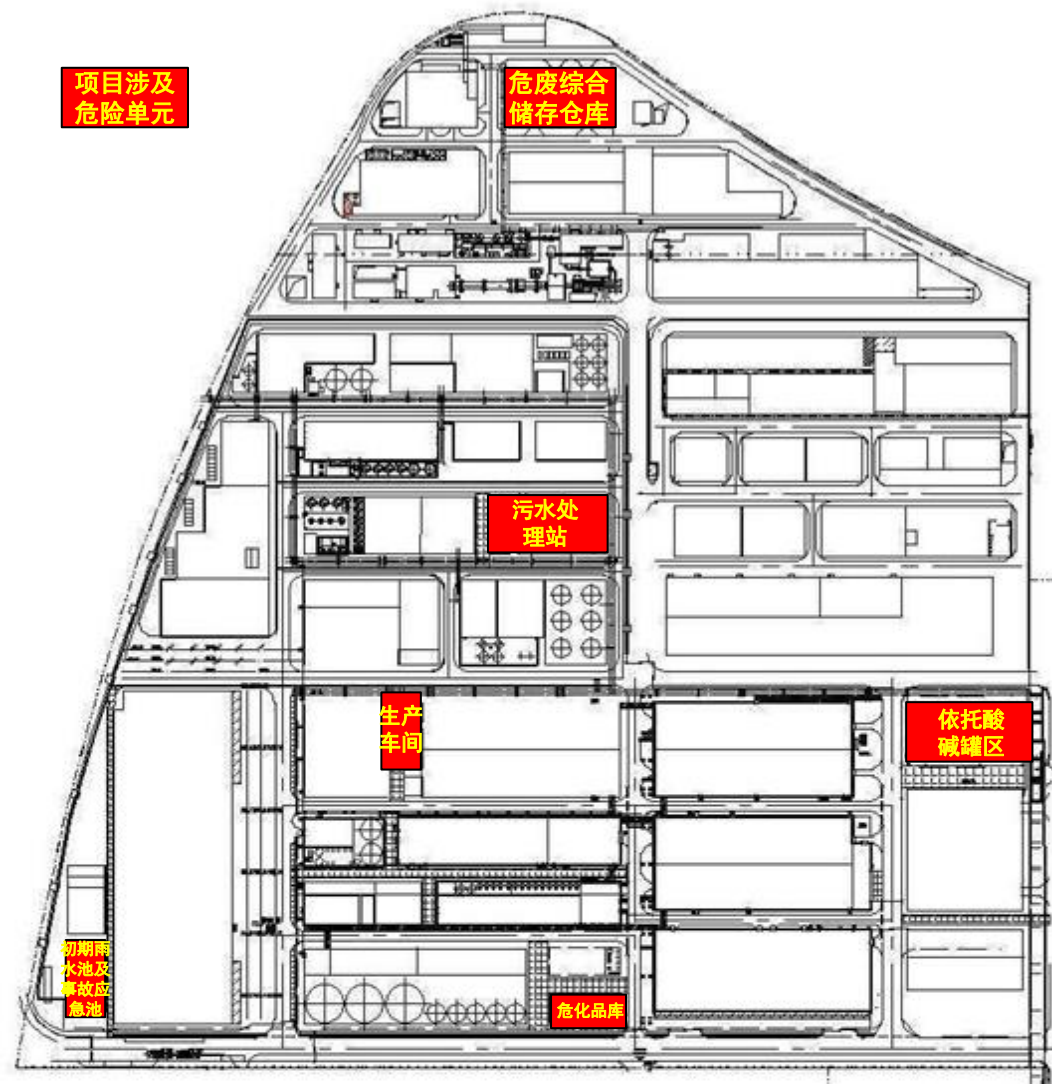 项目涉及
危险单元
危废综合
储存仓库
污水处
理站
生产
车间
依托酸
碱罐区
初期雨
水池及
事故应
急池
危化品库